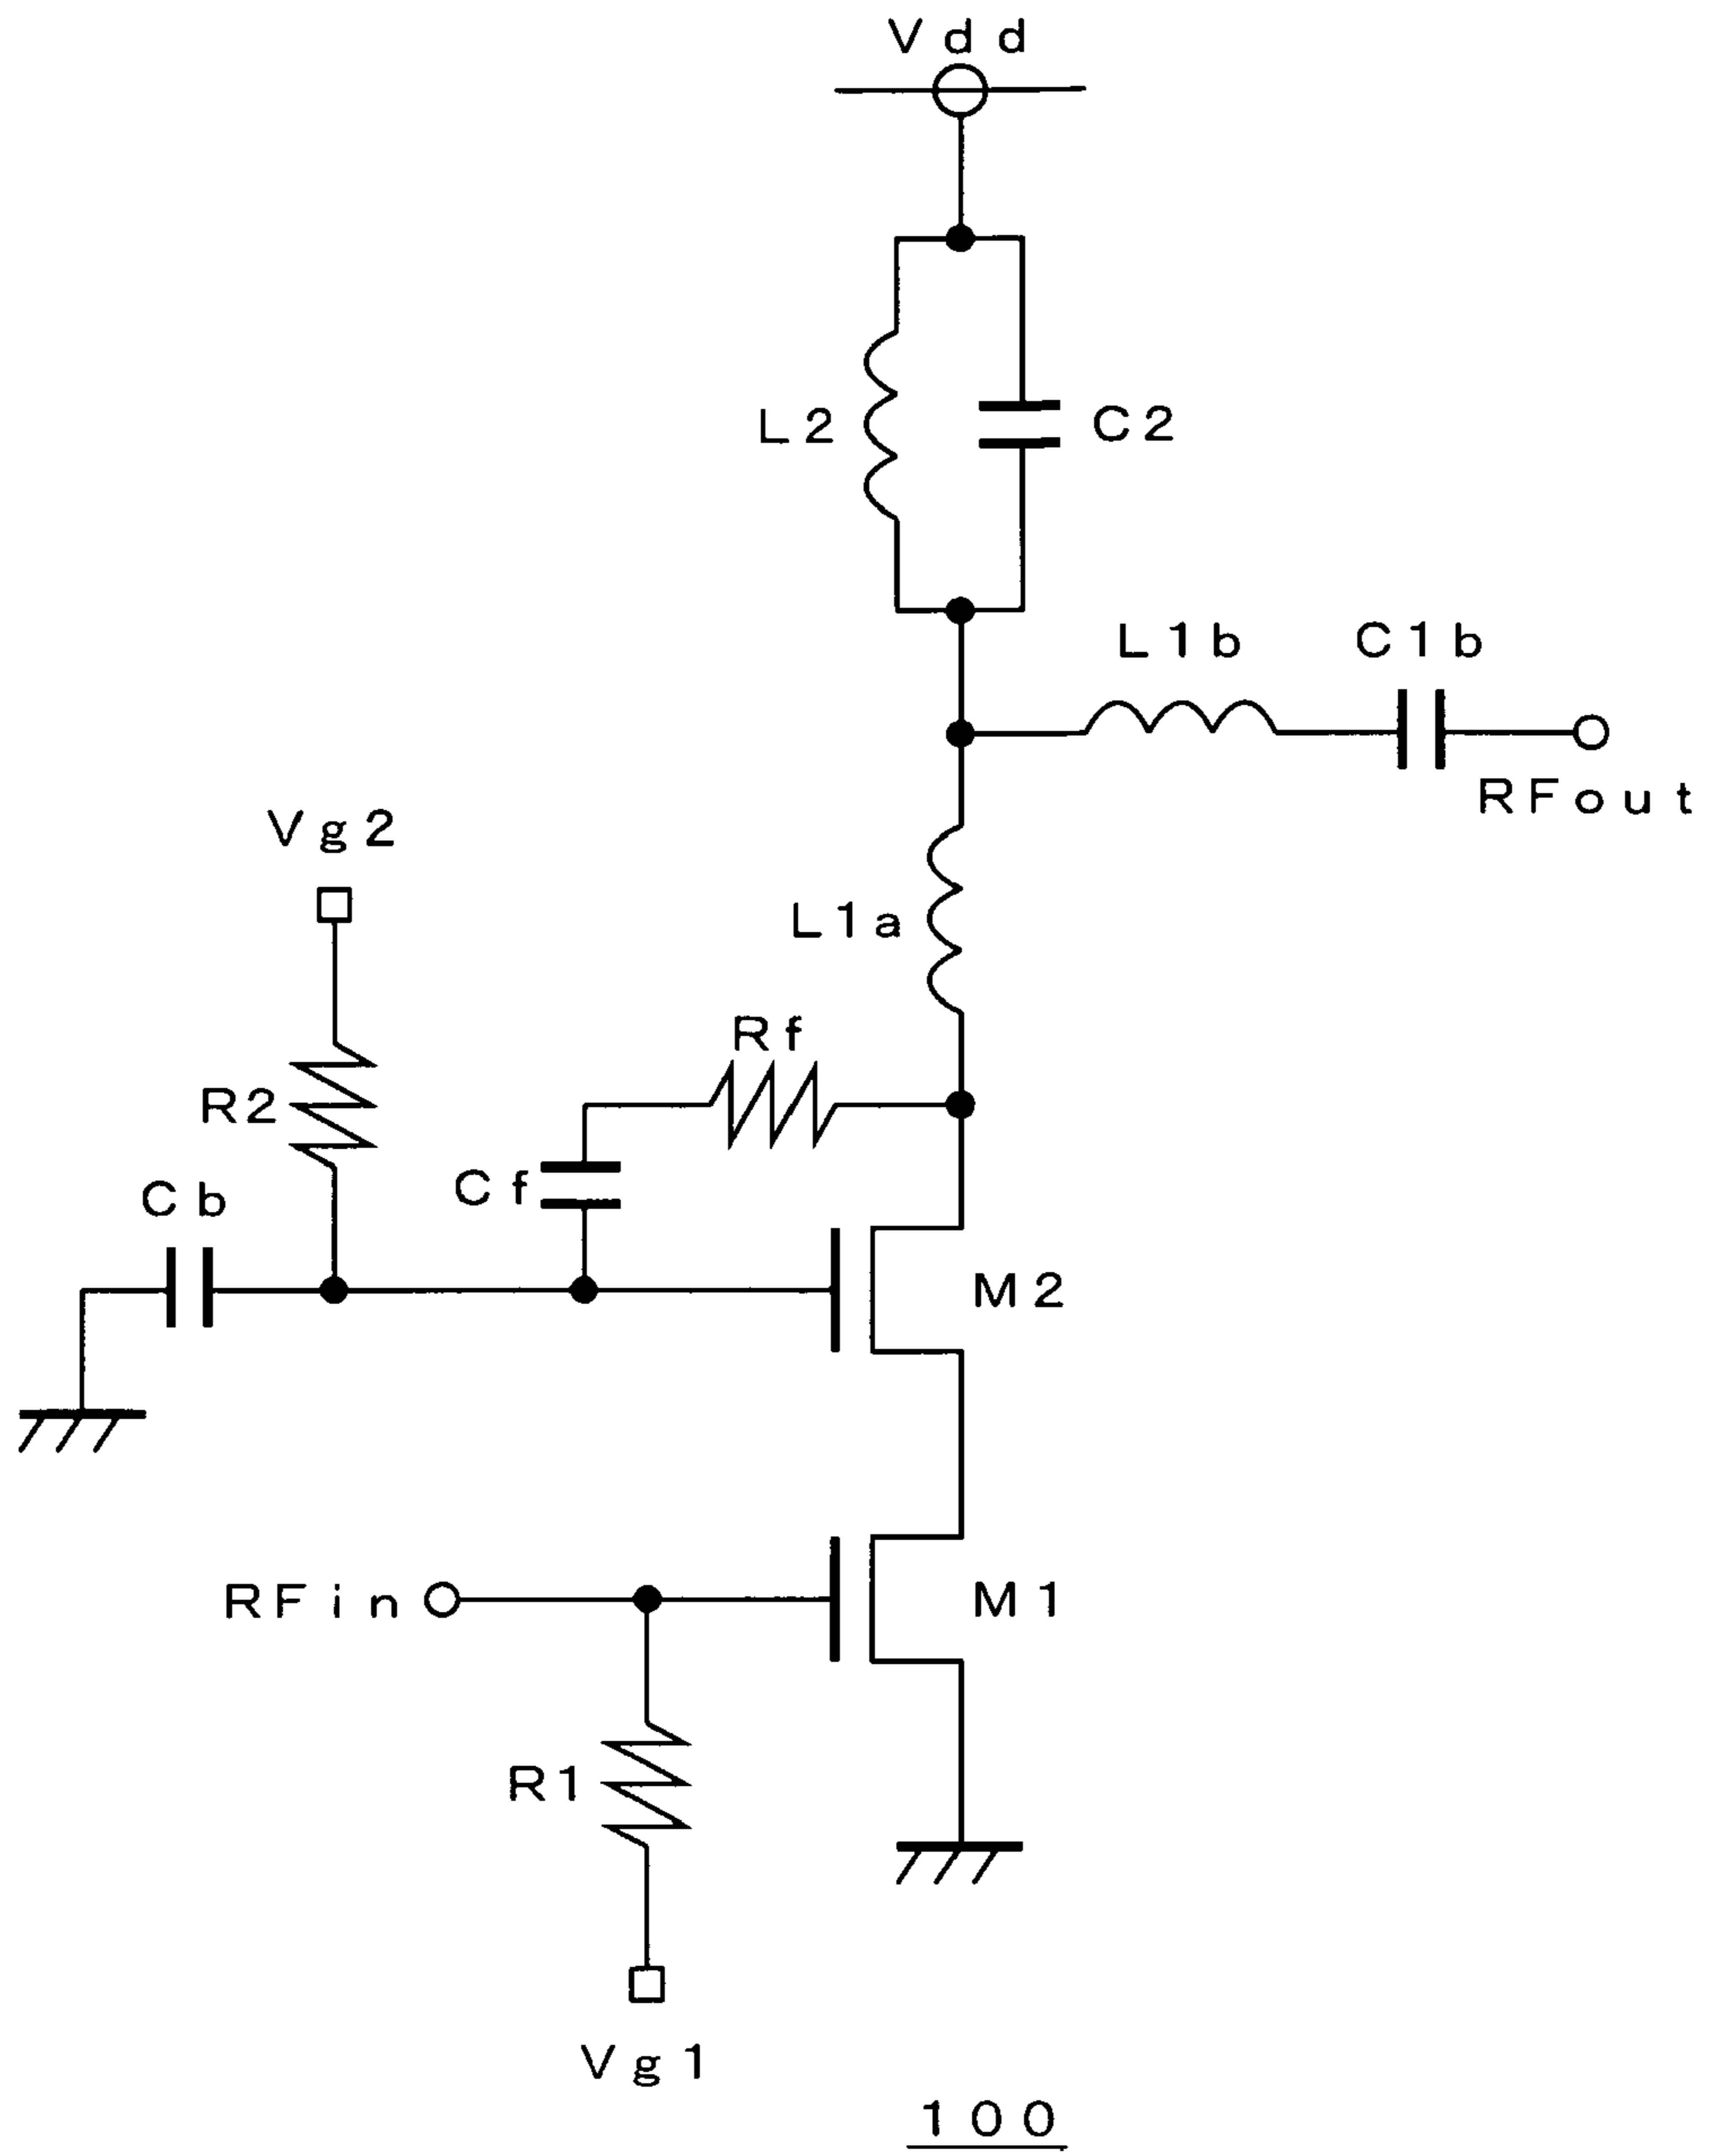 Vdd
L2
C2
L1b
C1b
RFout
Vg2
L1a
Rf
R2
Cf
Cb
M2
RFin
M1
R1
Vg1
100